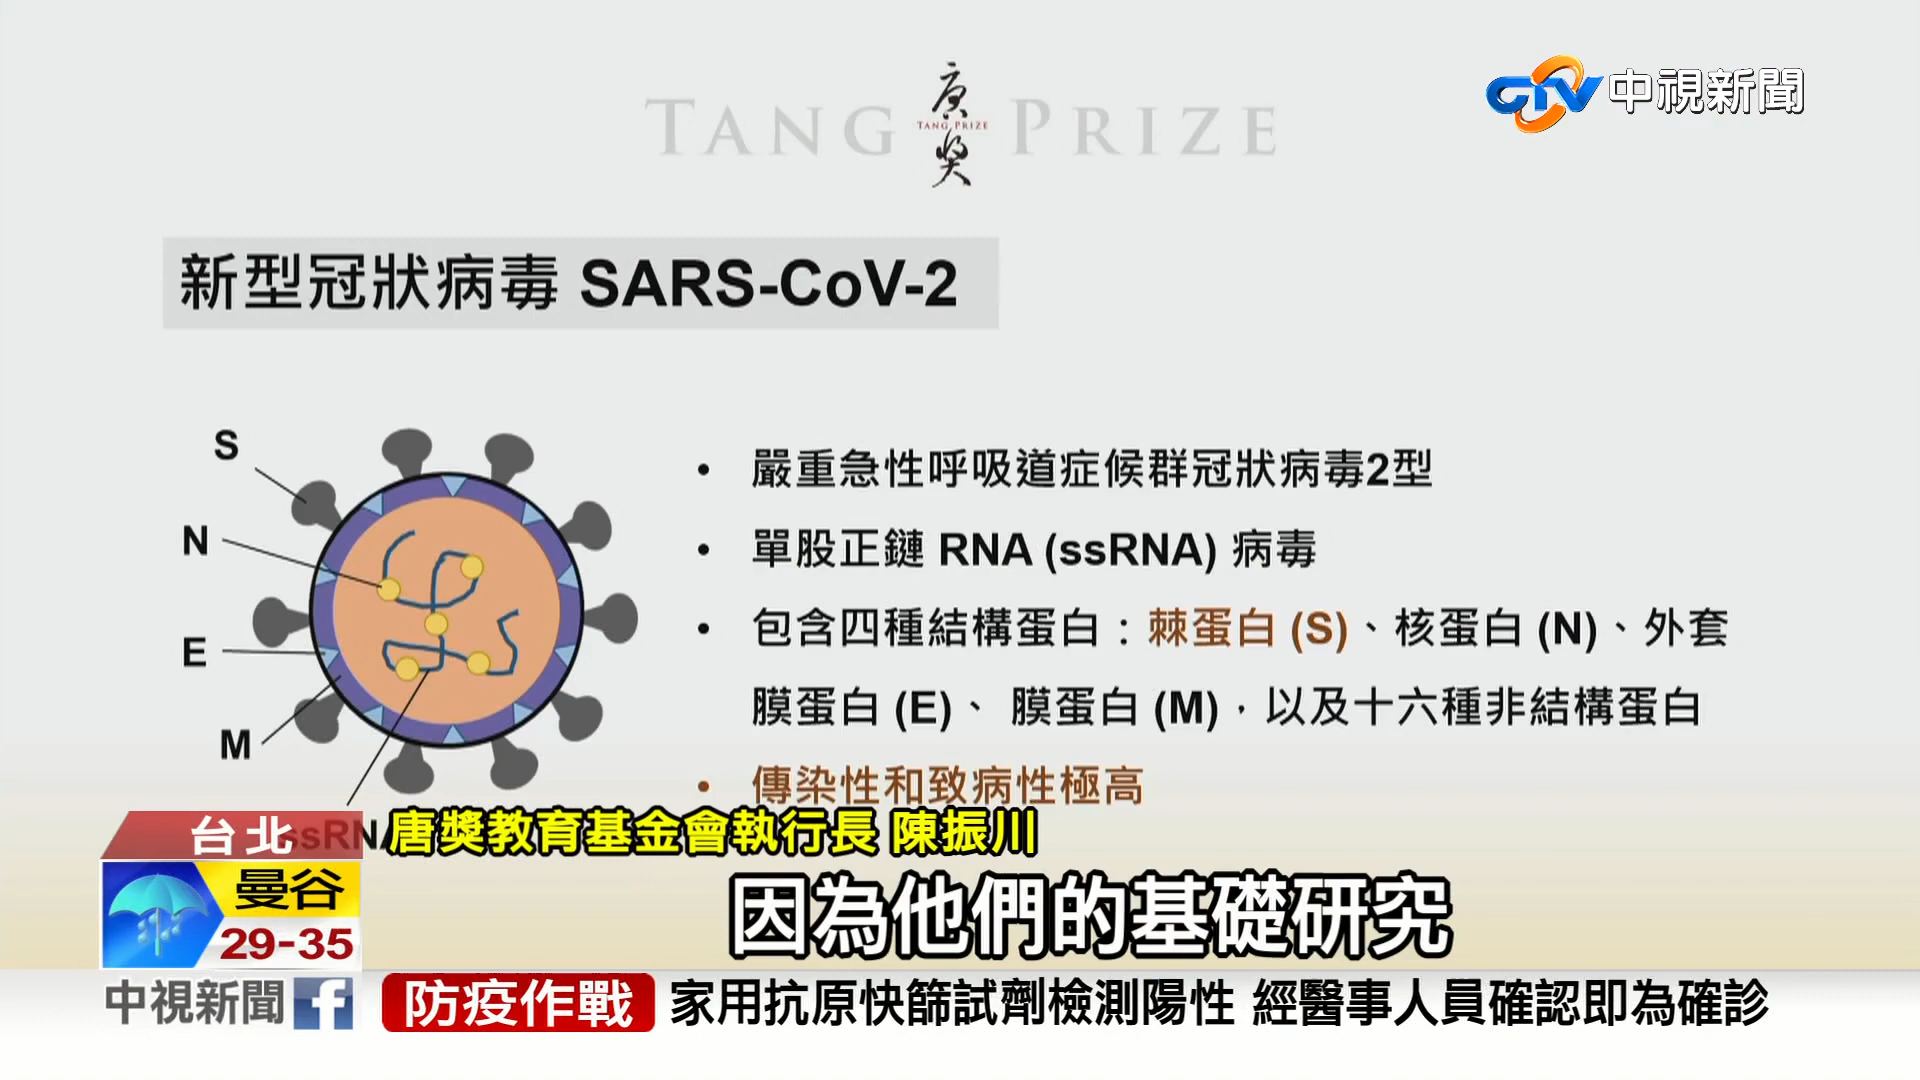 TANG PRIZE
唐
TANG PRIZE
獎
CTV 中視新聞
新型冠狀病毒 SARS-CoV-2
S
N
E
M
ssRNA
• 嚴重急性呼吸道症候群冠狀病毒2型
• 單股正鏈 RNA (ssRNA) 病毒
• 包含四種結構蛋白：棘蛋白 (S)、核蛋白 (N)、外套
膜蛋白 (E)、 膜蛋白 (M)，以及十六種非結構蛋白
• 傳染性和致病性極高
台北
唐獎教育基金會執行長 陳振川
曼谷
29-35
因為他們的基礎研究
中視新聞 f
防疫作戰 家用抗原快篩試劑檢測陽性 經醫事人員確認即為確診